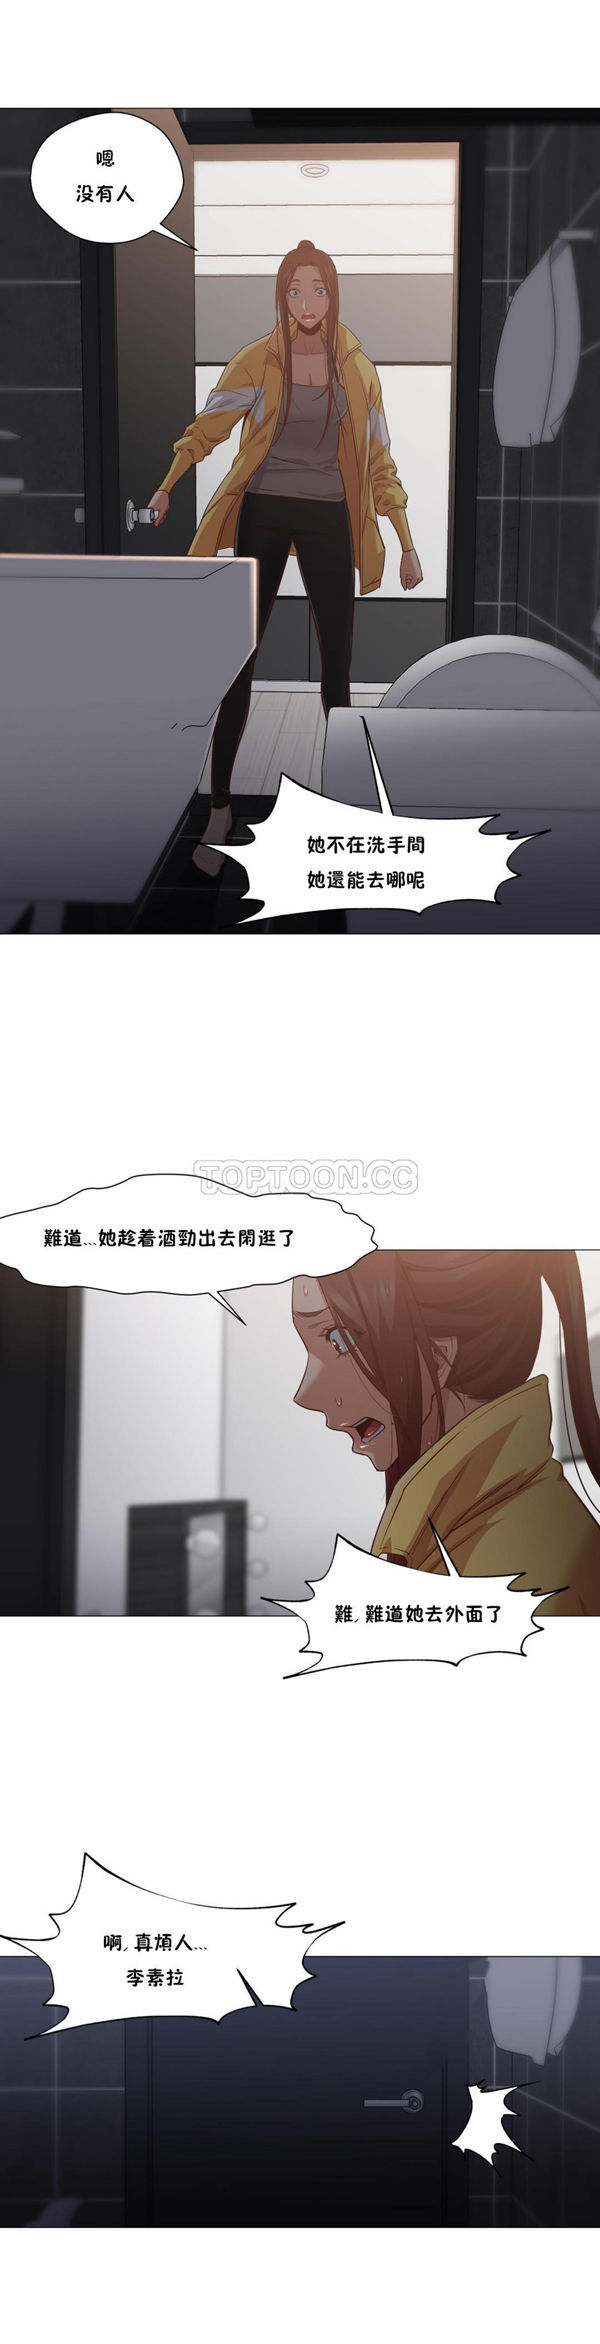 嗯
没有人
她不在洗手間
她還能去哪呢
TOPTOON.CC
難道...她趁着酒勁出去閑逛了
難, 難道她去外面了
啊, 真煩人...
李素拉